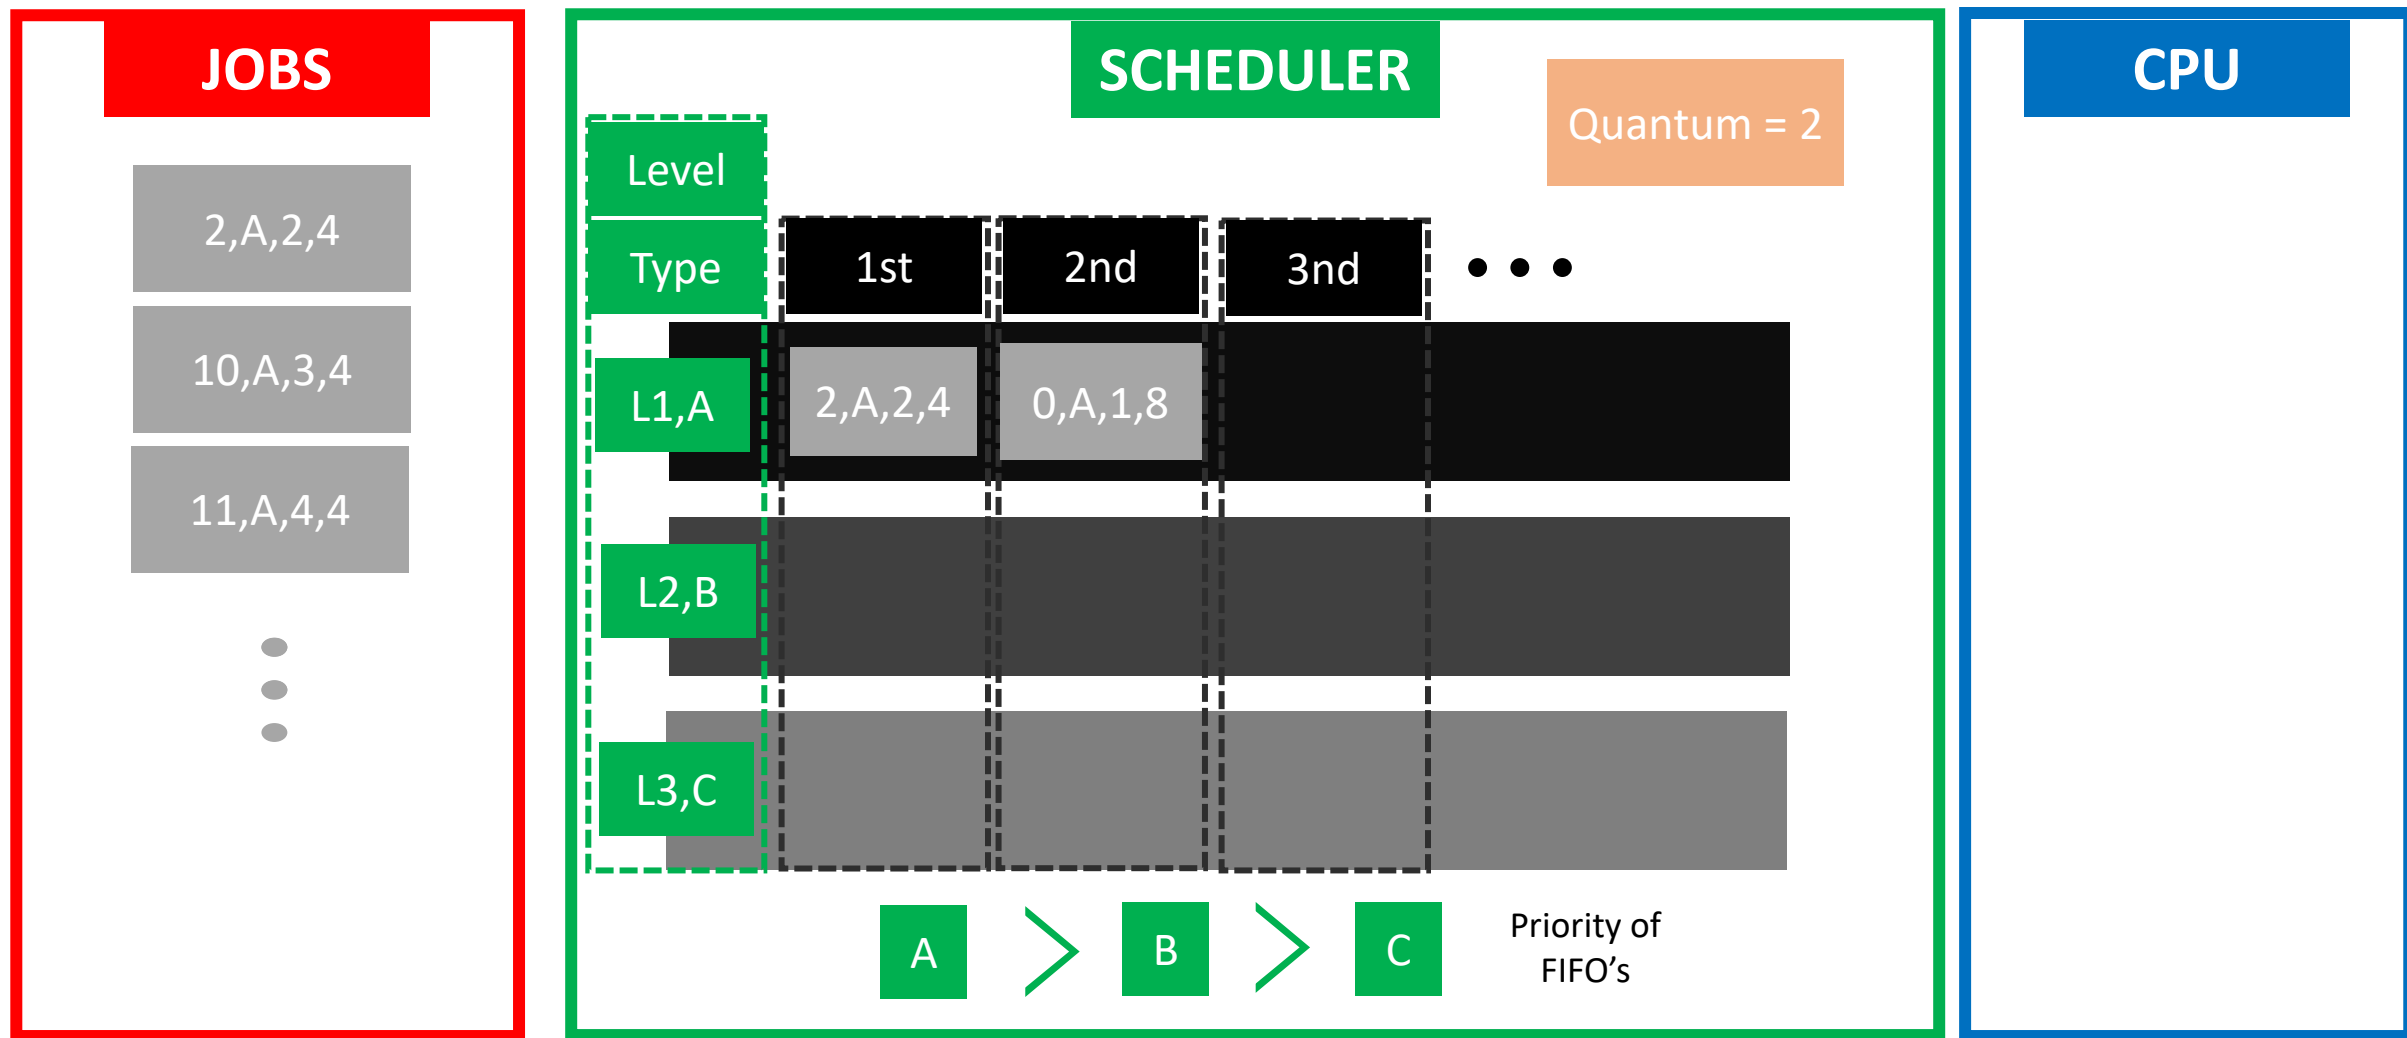 JOBS
2,A,2,4
10,A,3,4
11,A,4,4
SCHEDULER
Quantum = 2
Level
Type
1st
2nd
3nd
L1,A
2,A,2,4
0,A,1,8
L2,B
L3,C
A
B
C
Priority of
FIFO’s
CPU